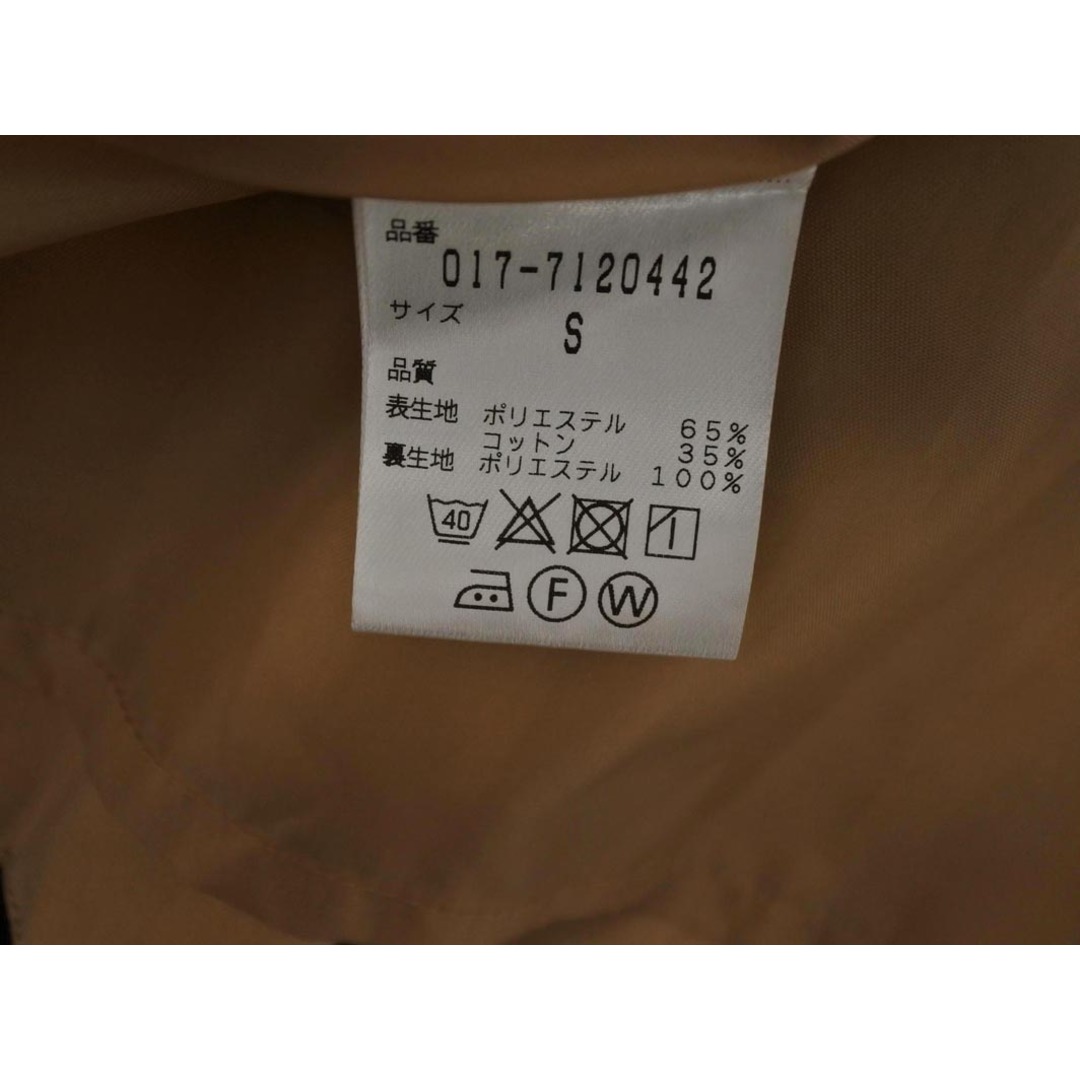 品番
017-7120442
サイズ S
品質
表生地 ポリエステル 65%
コットン 35%
裏生地 ポリエステル 100%
40
F W